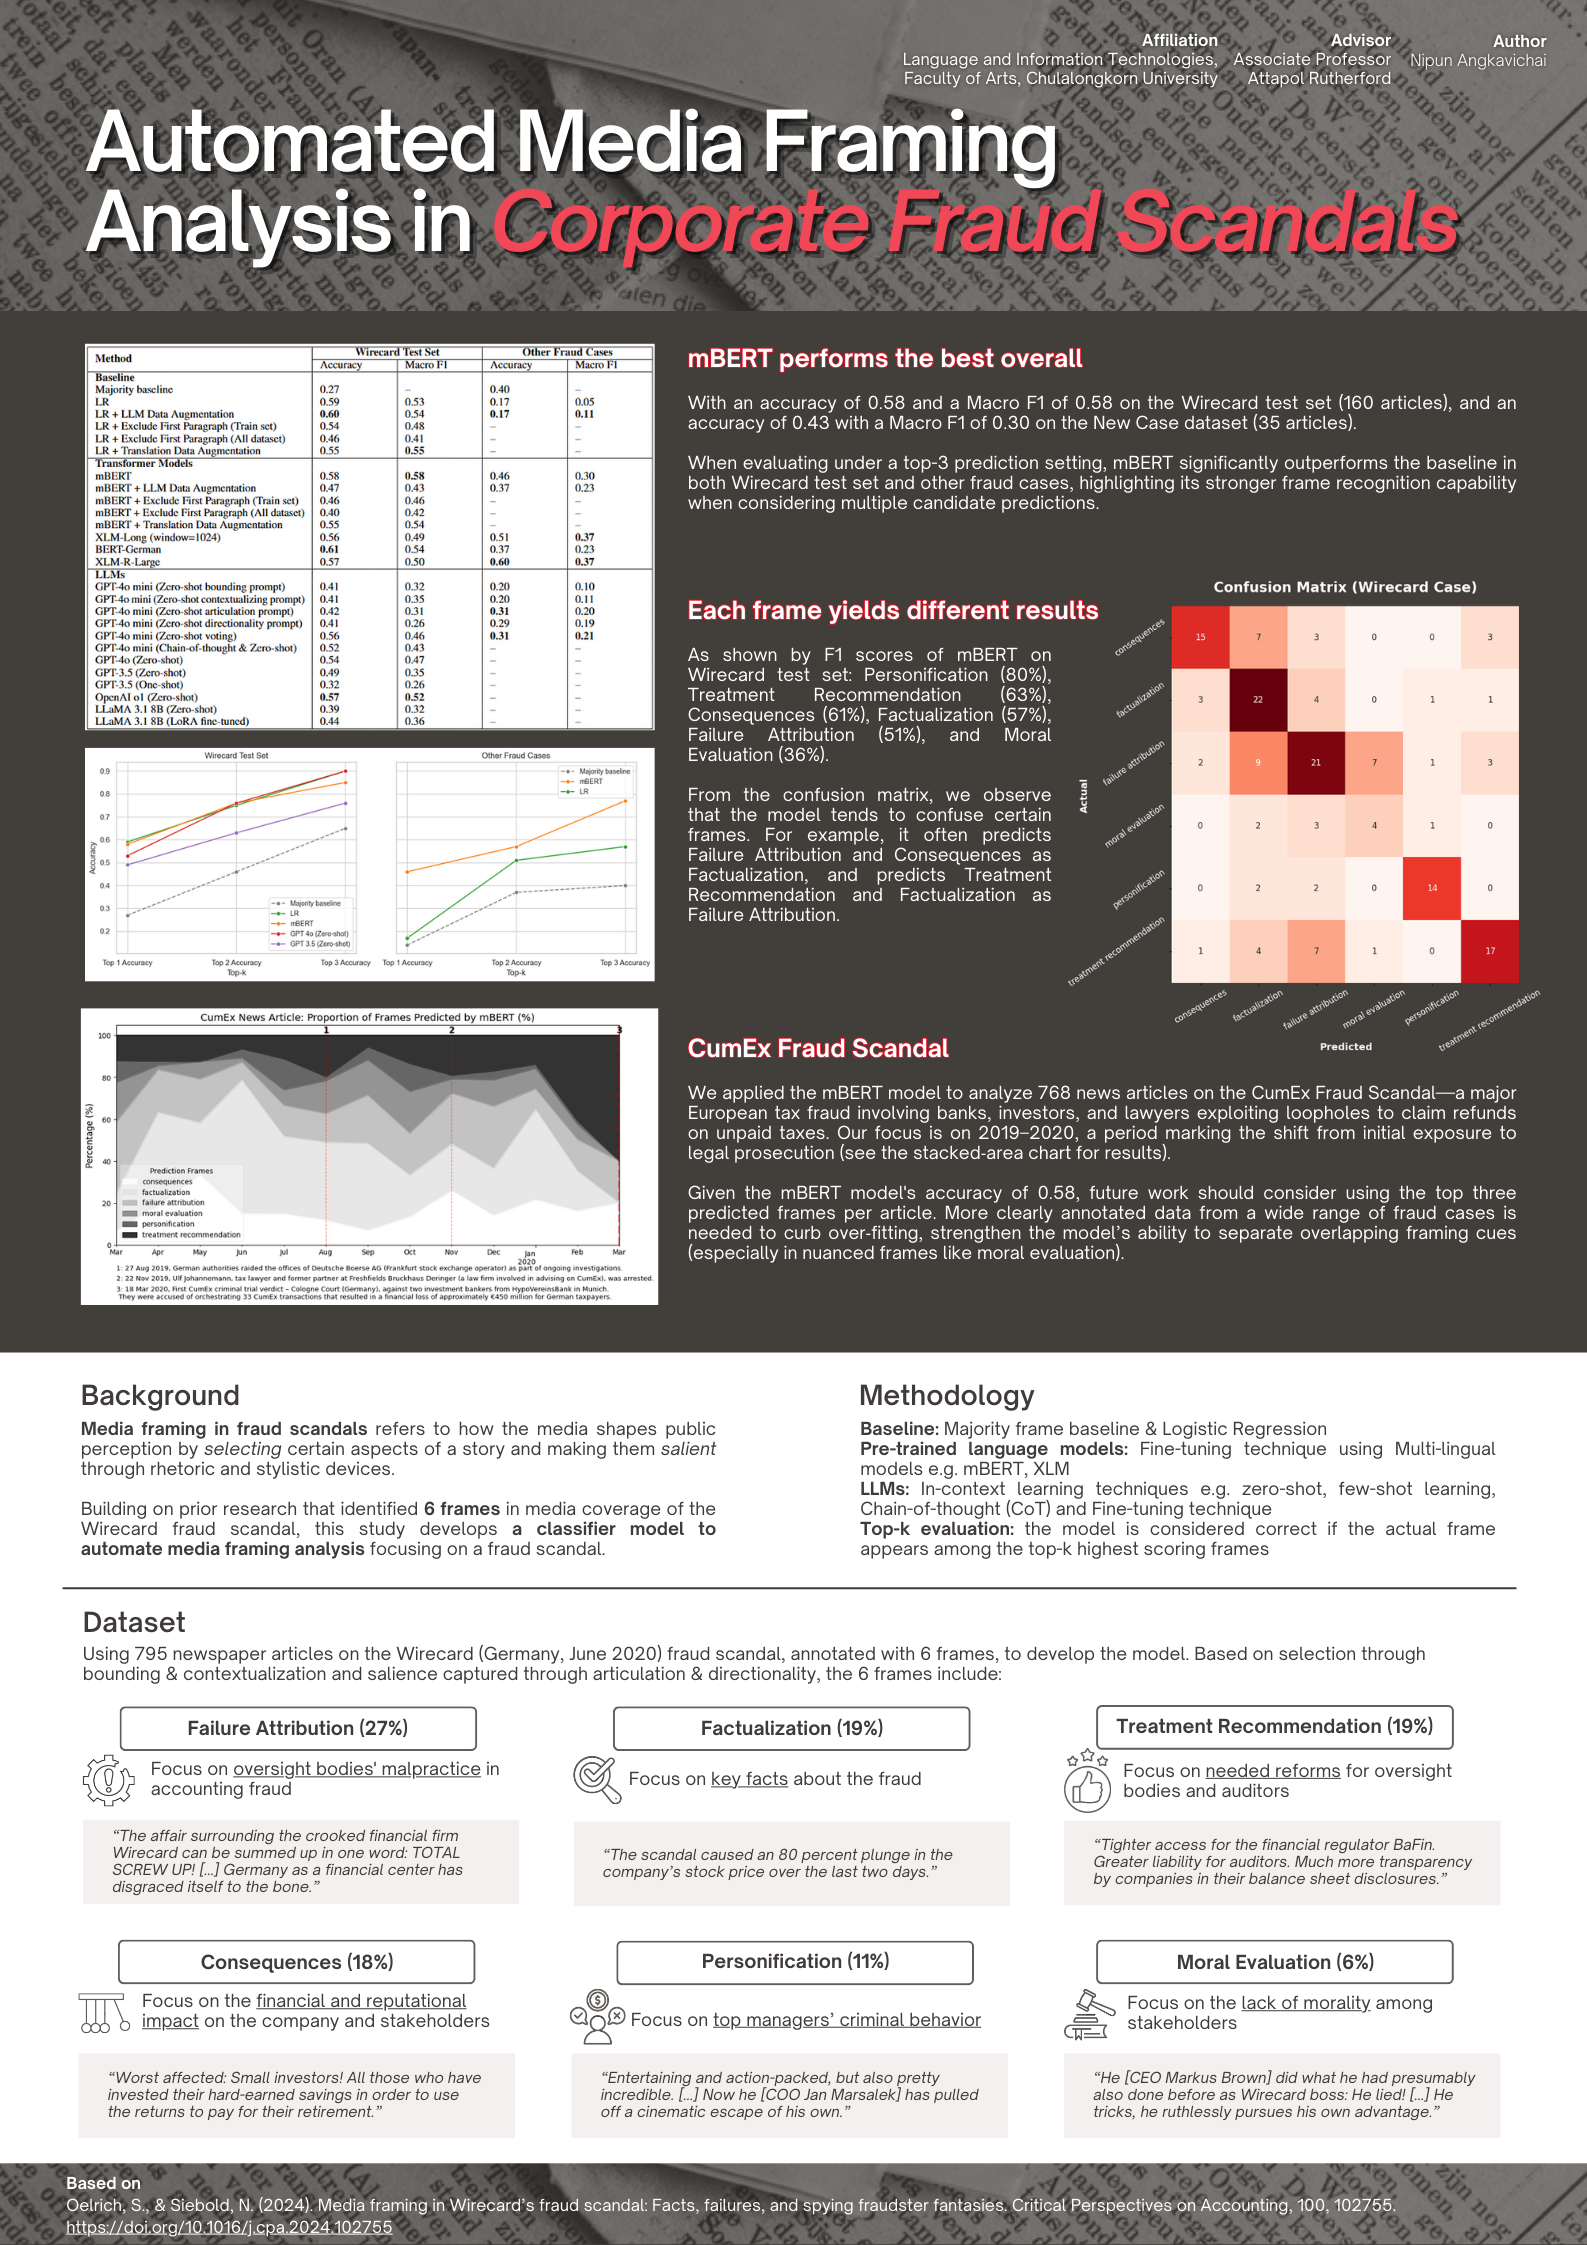 Affiliation
Language and Information Technologies,
Faculty of Arts, Chulalongkorn University
Advisor
Associate Professor
Attapol Rutherford
Author
Nipun Angkavichai
Automated Media Framing
Analysis in Corporate Fraud Scandals
Method Wirecard Test Set Other Fraud Cases
Accuracy Macro F1 Accuracy Macro F1
Baseline
Majority baseline 0.27 – 0.40 –
LR 0.59 0.53 0.17 0.05
LR + LLM Data Augmentation 0.60 0.54 0.17 0.11
LR + Exclude First Paragraph (Train set) 0.54 0.48 – –
LR + Exclude First Paragraph (All dataset) 0.46 0.41 – –
LR + Translation Data Augmentation 0.55 0.55 – –
Transformer Models
mBERT 0.58 0.58 0.46 0.30
mBERT + LLM Data Augmentation 0.47 0.43 0.37 0.23
mBERT + Exclude First Paragraph (Train set) 0.46 0.46 – –
mBERT + Exclude First Paragraph (All dataset) 0.40 0.42 – –
mBERT + Translation Data Augmentation 0.55 0.54 – –
XLM-Long (window=1024) 0.56 0.49 0.51 0.37
BERT-German 0.61 0.54 0.37 0.23
XLM-R-Large 0.57 0.50 0.60 0.37
LLMs
GPT-4o mini (Zero-shot bounding prompt) 0.41 0.32 0.20 0.10
GPT-4o mini (Zero-shot contextualizing prompt) 0.41 0.35 0.20 0.11
GPT-4o mini (Zero-shot articulation prompt) 0.42 0.31 0.31 0.20
GPT-4o mini (Zero-shot directionality prompt) 0.41 0.26 0.29 0.19
GPT-4o mini (Zero-shot voting) 0.56 0.46 0.31 0.21
GPT-4o mini (Chain-of-thought & Zero-shot) 0.52 0.43 – –
GPT-4o (Zero-shot) 0.54 0.47 – –
GPT-3.5 (Zero-shot) 0.49 0.35 – –
GPT-3.5 (One-shot) 0.32 0.26 – –
OpenAI o1 (Zero-shot) 0.57 0.52 – –
LLaMA 3.1 8B (Zero-shot) 0.39 0.32 – –
LLaMA 3.1 8B (LoRA fine-tuned) 0.44 0.36 – –
Wirecard Test Set
Accuracy
0.9
0.8
0.7
0.6
0.5
0.4
0.3
0.2
Majority baseline
LR
mBERT
GPT 4o (Zero-shot)
GPT 3.5 (Zero-shot)
Top 1 Accuracy Top 2 Accuracy Top 3 Accuracy
Top-k
Other Fraud Cases
Majority baseline
mBERT
LR
Top 1 Accuracy Top 2 Accuracy Top 3 Accuracy
Top-k
CumEx News Article: Proportion of Frames Predicted by mBERT (%)
1 2 3
Percentage (%)
100
80
60
40
20
0
Prediction Frames
consequences
factualization
failure attribution
moral evaluation
personification
treatment recommendation
Mar Apr May Jun Jul Aug Sep Oct Nov Dec Jan Feb Mar
2020
1: 27 Aug 2019, German authorities raided the offices of Deutsche Boerse AG (Frankfurt stock exchange operator) as part of ongoing investigations.
2: 22 Nov 2019, Ulf Johannemann, tax lawyer and former partner at Freshfields Bruckhaus Deringer (a law firm involved in advising on CumEx), was arrested.
3: 18 Mar 2020, First CumEx criminal trial verdict – Cologne Court (Germany), against two investment bankers from HypoVereinsBank in Munich.
They were accused of orchestrating 33 CumEx transactions that resulted in a financial loss of approximately €450 million for German taxpayers.
mBERT performs the best overall
With an accuracy of 0.58 and a Macro F1 of 0.58 on the Wirecard test set (160 articles), and an
accuracy of 0.43 with a Macro F1 of 0.30 on the New Case dataset (35 articles).
When evaluating under a top-3 prediction setting, mBERT significantly outperforms the baseline in
both Wirecard test set and other fraud cases, highlighting its stronger frame recognition capability
when considering multiple candidate predictions.
Each frame yields different results
As shown by F1 scores of mBERT on
Wirecard test set: Personification (80%),
Treatment Recommendation (63%),
Consequences (61%), Factualization (57%),
Failure Attribution (51%), and Moral
Evaluation (36%).
From the confusion matrix, we observe
that the model tends to confuse certain
frames. For example, it often predicts
Failure Attribution and Consequences as
Factualization, and predicts Treatment
Recommendation and Factualization as
Failure Attribution.
Confusion Matrix (Wirecard Case)
Actual
consequences 15 7 3 0 0 3
factualization 3 22 4 0 1 1
failure attribution 2 9 21 7 1 3
moral evaluation 0 2 3 4 1 0
personification 0 2 2 0 14 0
treatment recommendation 1 4 7 1 0 17
consequences factualization failure attribution moral evaluation personification treatment recommendation
Predicted
CumEx Fraud Scandal
We applied the mBERT model to analyze 768 news articles on the CumEx Fraud Scandal—a major
European tax fraud involving banks, investors, and lawyers exploiting loopholes to claim refunds
on unpaid taxes. Our focus is on 2019–2020, a period marking the shift from initial exposure to
legal prosecution (see the stacked-area chart for results).
Given the mBERT model's accuracy of 0.58, future work should consider using the top three
predicted frames per article. More clearly annotated data from a wide range of fraud cases is
needed to curb over-fitting, strengthen the model’s ability to separate overlapping framing cues
(especially in nuanced frames like moral evaluation).
Background
Media framing in fraud scandals refers to how the media shapes public
perception by selecting certain aspects of a story and making them salient
through rhetoric and stylistic devices.
Building on prior research that identified 6 frames in media coverage of the
Wirecard fraud scandal, this study develops a classifier model to
automate media framing analysis focusing on a fraud scandal.
Methodology
Baseline: Majority frame baseline & Logistic Regression
Pre-trained language models: Fine-tuning technique using Multi-lingual
models e.g. mBERT, XLM
LLMs: In-context learning techniques e.g. zero-shot, few-shot learning,
Chain-of-thought (CoT) and Fine-tuning technique
Top-k evaluation: the model is considered correct if the actual frame
appears among the top-k highest scoring frames
Dataset
Using 795 newspaper articles on the Wirecard (Germany, June 2020) fraud scandal, annotated with 6 frames, to develop the model. Based on selection through
bounding & contextualization and salience captured through articulation & directionality, the 6 frames include:
Failure Attribution (27%)
Focus on oversight bodies' malpractice in
accounting fraud
“The affair surrounding the crooked financial firm
Wirecard can be summed up in one word: TOTAL
SCREW UP! [...] Germany as a financial center has
disgraced itself to the bone.”
Factualization (19%)
Focus on key facts about the fraud
“The scandal caused an 80 percent plunge in the
company’s stock price over the last two days.”
Treatment Recommendation (19%)
Focus on needed reforms for oversight
bodies and auditors
“Tighter access for the financial regulator BaFin.
Greater liability for auditors. Much more transparency
by companies in their balance sheet disclosures.”
Consequences (18%)
Focus on the financial and reputational
impact on the company and stakeholders
“Worst affected: Small investors! All those who have
invested their hard-earned savings in order to use
the returns to pay for their retirement.”
Personification (11%)
Focus on top managers’ criminal behavior
“Entertaining and action-packed, but also pretty
incredible. [...] Now he [COO Jan Marsalek] has pulled
off a cinematic escape of his own.”
Moral Evaluation (6%)
Focus on the lack of morality among
stakeholders
“He [CEO Markus Brown] did what he had presumably
also done before as Wirecard boss: He lied! [...] He
tricks, he ruthlessly pursues his own advantage.”
Based on
Oelrich, S., & Siebold, N. (2024). Media framing in Wirecard’s fraud scandal: Facts, failures, and spying fraudster fantasies. Critical Perspectives on Accounting, 100, 102755.
https://doi.org/10.1016/j.cpa.2024.102755